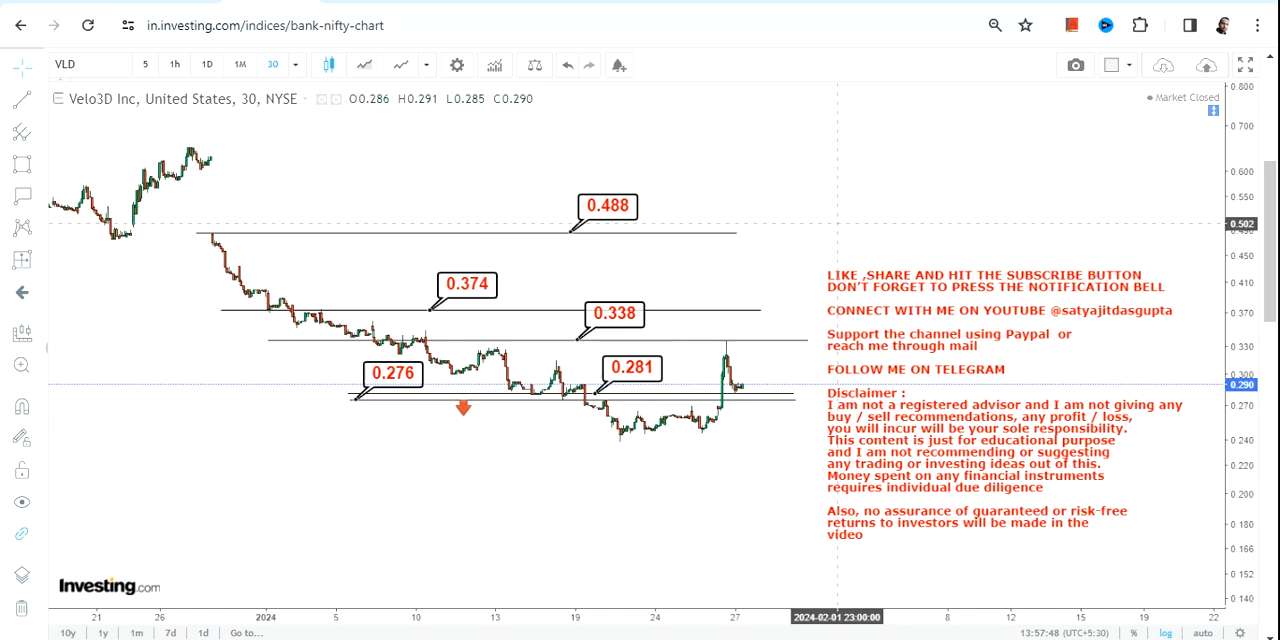 in.investing.com/indices/bank-nifty-chart
VLD 5 1h 1D 1M 30
Velo3D Inc, United States, 30, NYSE O0.286 H0.291 L0.285 C0.290
Market Closed
0.800
0.700
0.600
0.550
0.502
0.450
0.410
0.370
0.330
0.300
0.290
0.270
0.240
0.220
0.200
0.180
0.166
0.152
0.140
0.488
0.374
0.338
0.281
0.276
LIKE ,SHARE AND HIT THE SUBSCRIBE BUTTON
DON'T FORGET TO PRESS THE NOTIFICATION BELL
CONNECT WITH ME ON YOUTUBE @satyajitdasgupta
Support the channel using Paypal or
reach me through mail
FOLLOW ME ON TELEGRAM
Disclaimer :
I am not a registered advisor and I am not giving any
buy / sell recommendations, any profit / loss,
you will incur will be your sole responsibility.
This content is just for educational purpose
and I am not recommending or suggesting
any trading or investing ideas out of this.
Money spent on any financial instruments
requires individual due diligence
Also, no assurance of guaranteed or risk-free
returns to investors will be made in the
video
Investing.com
21 26 2024 5 10 13 19 24 27 2024-02-01 23:00:00 8 12 15 19 22
10y 1y 1m 7d 1d Go to... 13:57:48 (UTC+5:30) % log auto